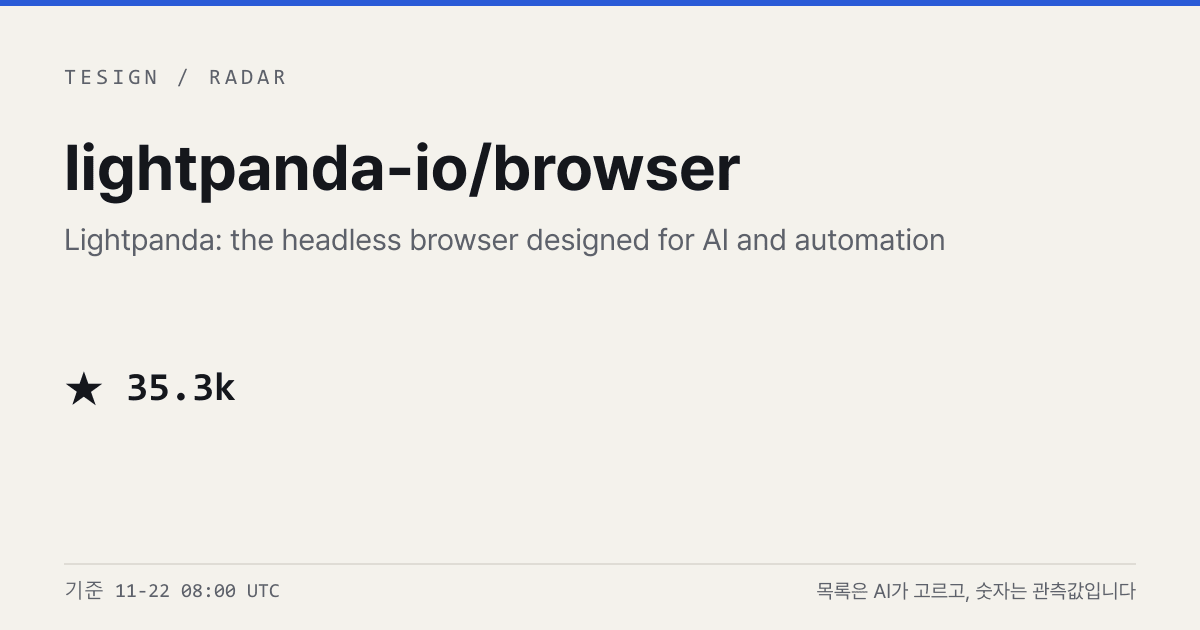 TESIGN / RADAR
lightpanda-io/browser
Lightpanda: the headless browser designed for AI and automation
★ 35.3k
기준 11-22 08:00 UTC
목록은 AI가 고르고, 숫자는 관측값입니다